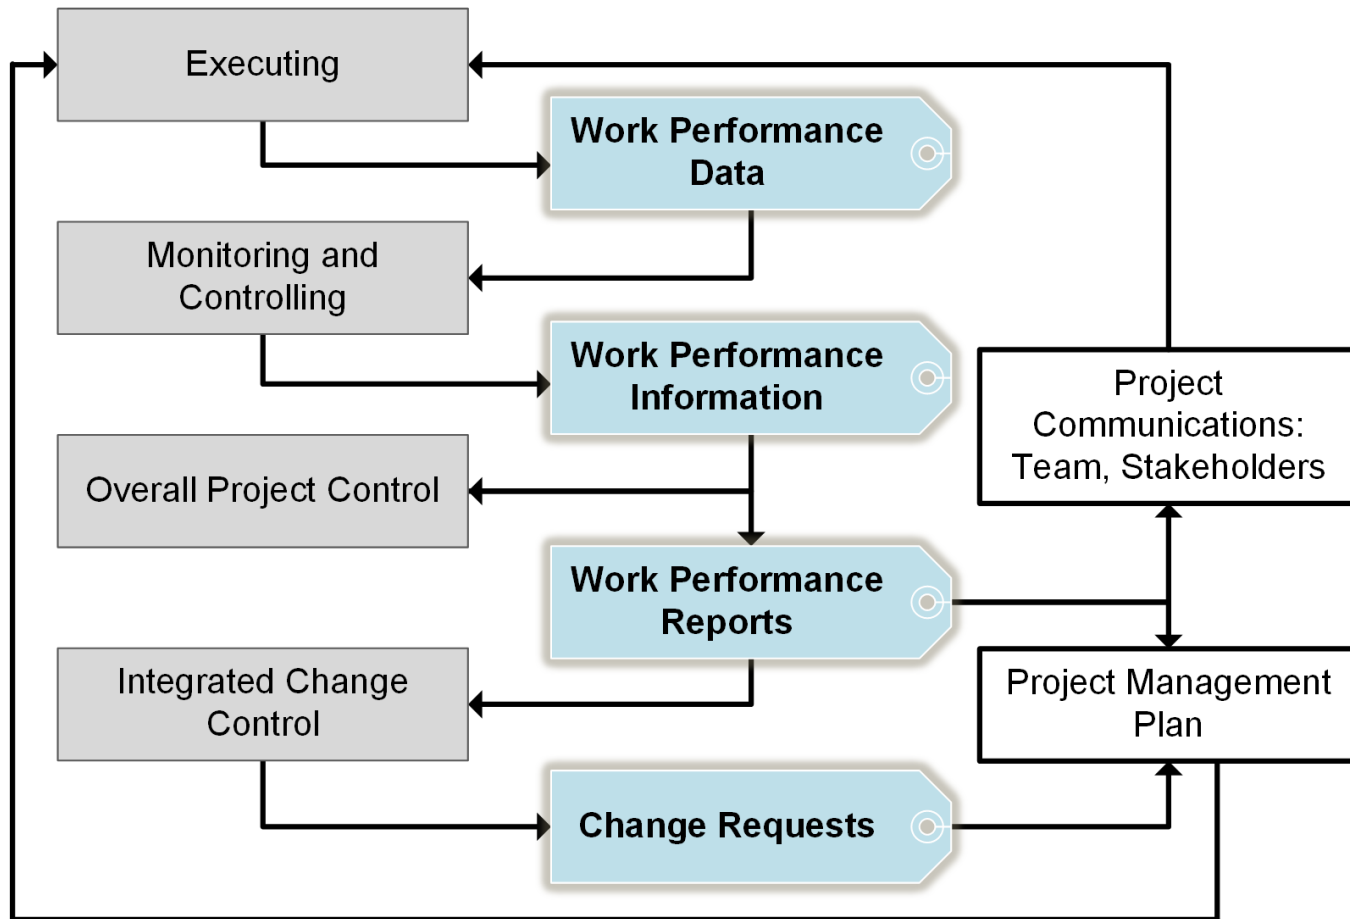 Executing
Work Performance
Data
Monitoring and
Controlling
Work Performance
Information
Project
Communications:
Team, Stakeholders
Overall Project Control
Work Performance
Reports
Integrated Change
Control
Project Management
Plan
Change Requests